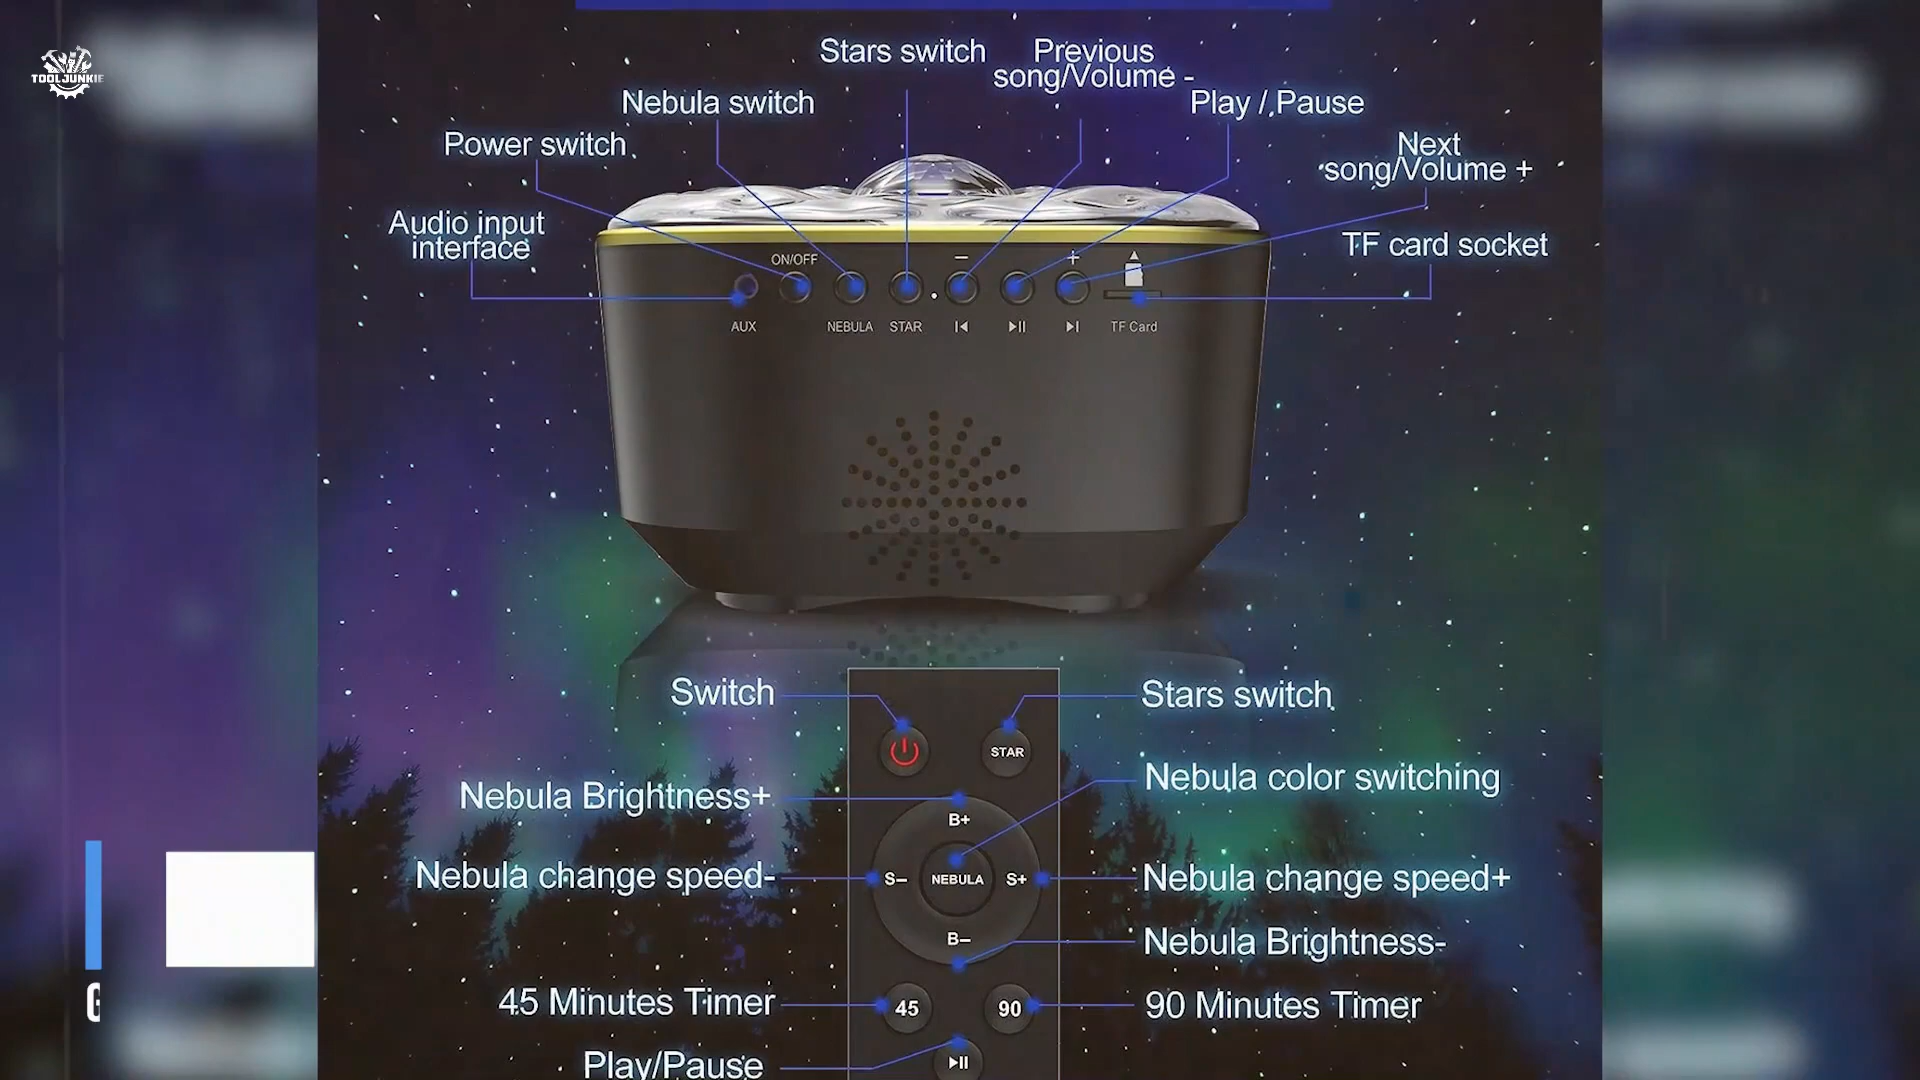 TOOL JUNKIE
Stars switch
Previous
song/Volume -
Nebula switch
Play / Pause
Power switch
Next
song/Volume +
Audio input
interface
TF card socket
ON/OFF
－
+
AUX
NEBULA
STAR
TF Card
Switch
Stars switch
STAR
Nebula color switching
Nebula Brightness+
B+
Nebula change speed-
S–
NEBULA
S+
Nebula change speed+
B–
Nebula Brightness-
45 Minutes Timer
45
90
90 Minutes Timer
Play/Pause